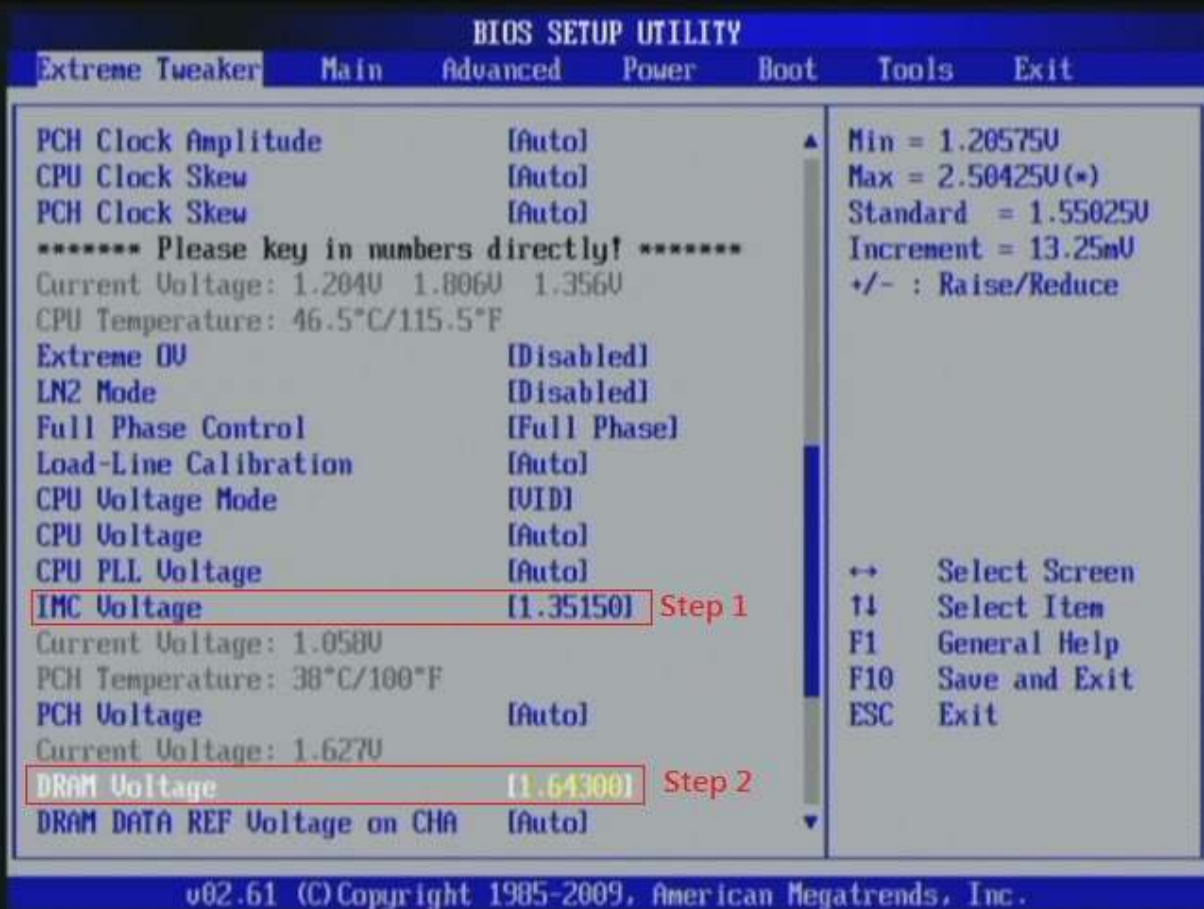 BIOS SETUP UTILITY
Extreme Tweaker Main Advanced Power Boot Tools Exit
PCH Clock Amplitude [Auto]
CPU Clock Skew [Auto]
PCH Clock Skew [Auto]
******* Please key in numbers directly! *******
Current Voltage: 1.204V 1.806V 1.356V
CPU Temperature: 46.5°C/115.5°F
Extreme OV [Disabled]
LN2 Mode [Disabled]
Full Phase Control [Full Phase]
Load-Line Calibration [Auto]
CPU Voltage Mode [VID]
CPU Voltage [Auto]
CPU PLL Voltage [Auto]
IMC Voltage [1.35150] Step 1
Current Voltage: 1.058V
PCH Temperature: 38°C/100°F
PCH Voltage [Auto]
Current Voltage: 1.627V
DRAM Voltage [1.64300] Step 2
DRAM DATA REF Voltage on CHA [Auto]
Min = 1.20575V
Max = 2.50425V(*)
Standard = 1.55025V
Increment = 13.25mV
+/- : Raise/Reduce
↔ Select Screen
↑↓ Select Item
F1 General Help
F10 Save and Exit
ESC Exit
v02.61 (C)Copyright 1985-2009, American Megatrends, Inc.